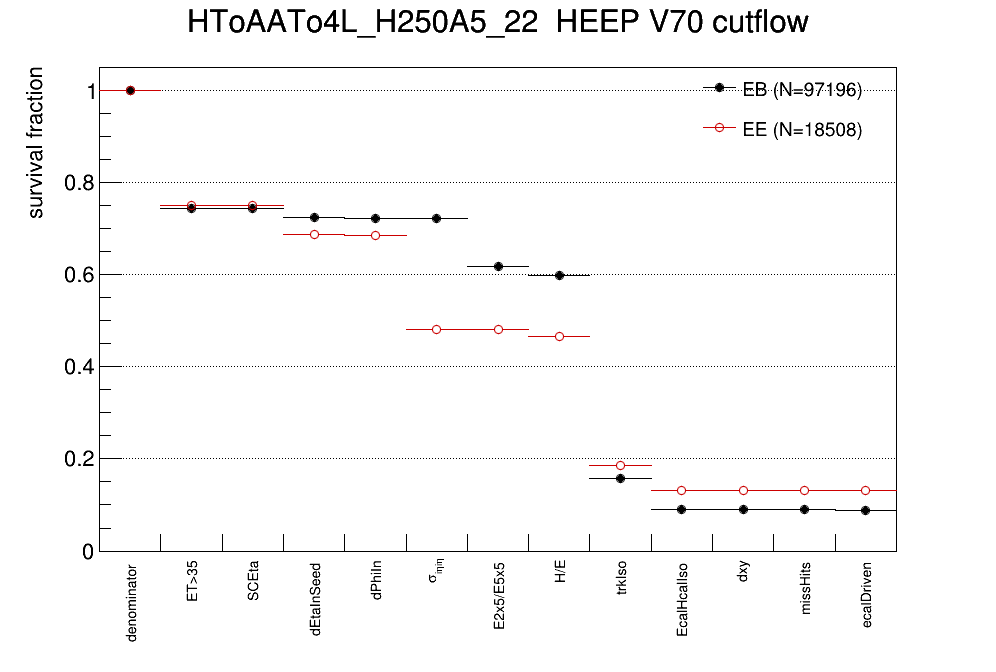 HToAATo4L_H250A5_22 HEEP V70 cutflow
survival fraction
1
0.8
0.6
0.4
0.2
0
EB (N=97196)
EE (N=18508)
denominator
ET>35
SCEta
dEtaInSeed
dPhiIn
σiηiη
E2x5/E5x5
H/E
trkIso
EcalHcalIso
dxy
missHits
ecalDriven